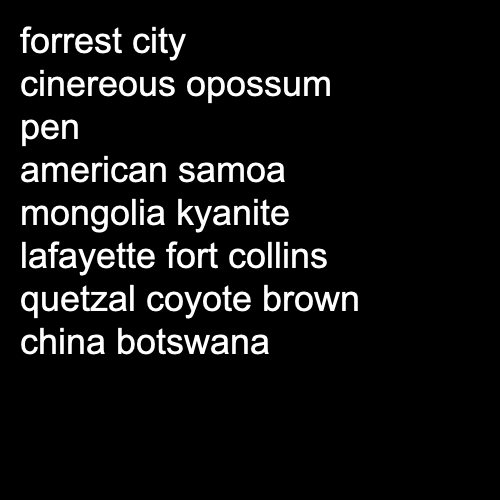 forrest city
cinereous opossum
pen
american samoa
mongolia kyanite
lafayette fort collins
quetzal coyote brown
china botswana